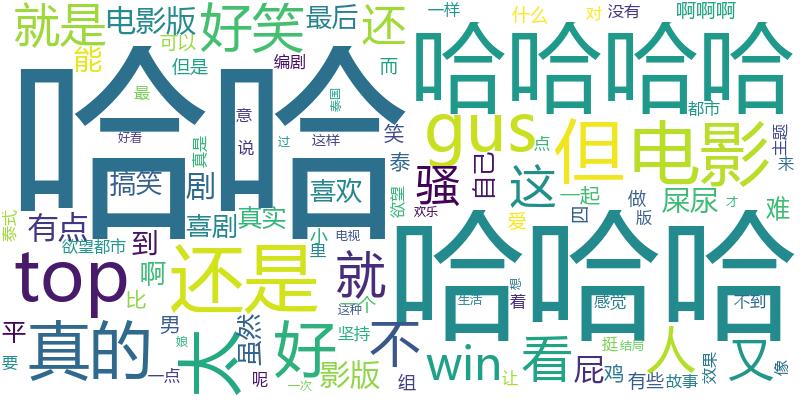 就是
电影版
好笑
还
最后
一样
什么
对
没有
啊啊啊
能
可以
但是
编剧
而
哈哈
哈哈哈哈
都市
最
泰国
意
说
好看
真是
过
这样
笑
gus
点
但
电影
主题
来
搞笑
剧
喜欢
泰
骚
自己
这
一起
做
版
屎尿
难
才
泰式
有点
喜剧
真实
欲望
欢乐
爱
四
欲望都市
到
小
里
电视
哈哈哈
top
啊
比
还是
就
个
这种
想
着
生活
感觉
不到
平
真的
男
虽然
大
好
坚持
不
人
又
要
一点
娘
呢
影版
一次
组
win
让
看
屁
鸡
挺
结局
有些
故事
效果
像